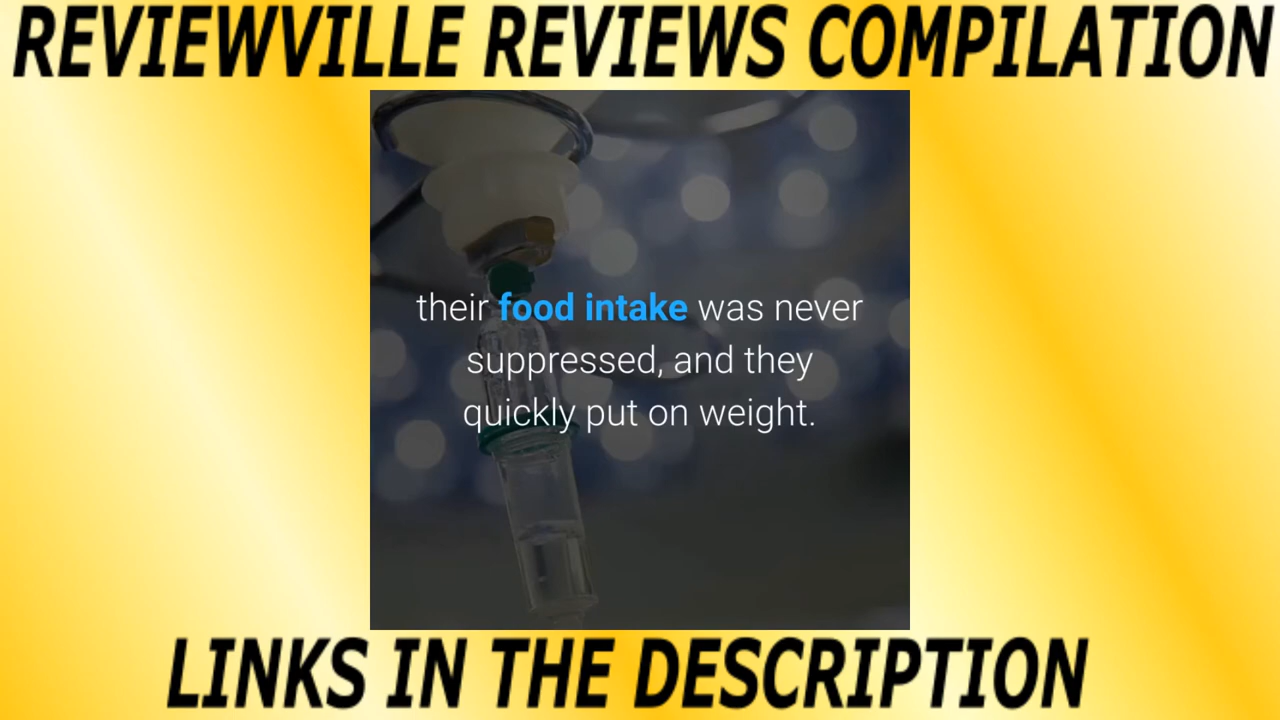 REVIEWVILLE REVIEWS COMPILATION
their food intake was never
suppressed, and they
quickly put on weight.
LINKS IN THE DESCRIPTION